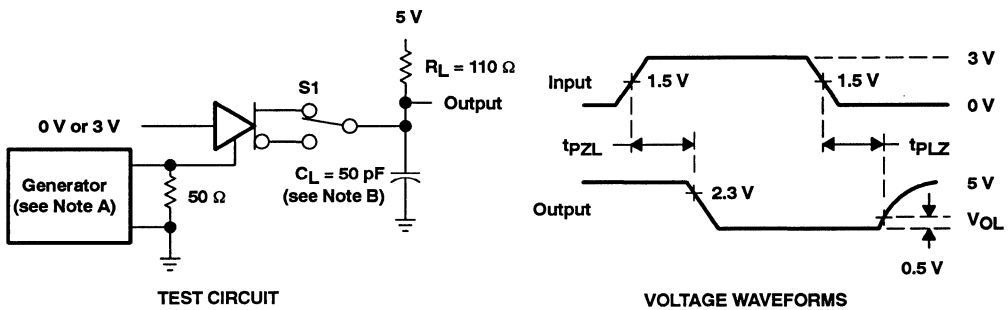 5 V
R_L = 110 Ω
S1
Output
0 V or 3 V
C_L = 50 pF
(see Note B)
Generator
(see Note A)
50 Ω
TEST CIRCUIT
3 V
Input
1.5 V
1.5 V
0 V
t_PZL
t_PLZ
5 V
2.3 V
Output
V_OL
0.5 V
VOLTAGE WAVEFORMS